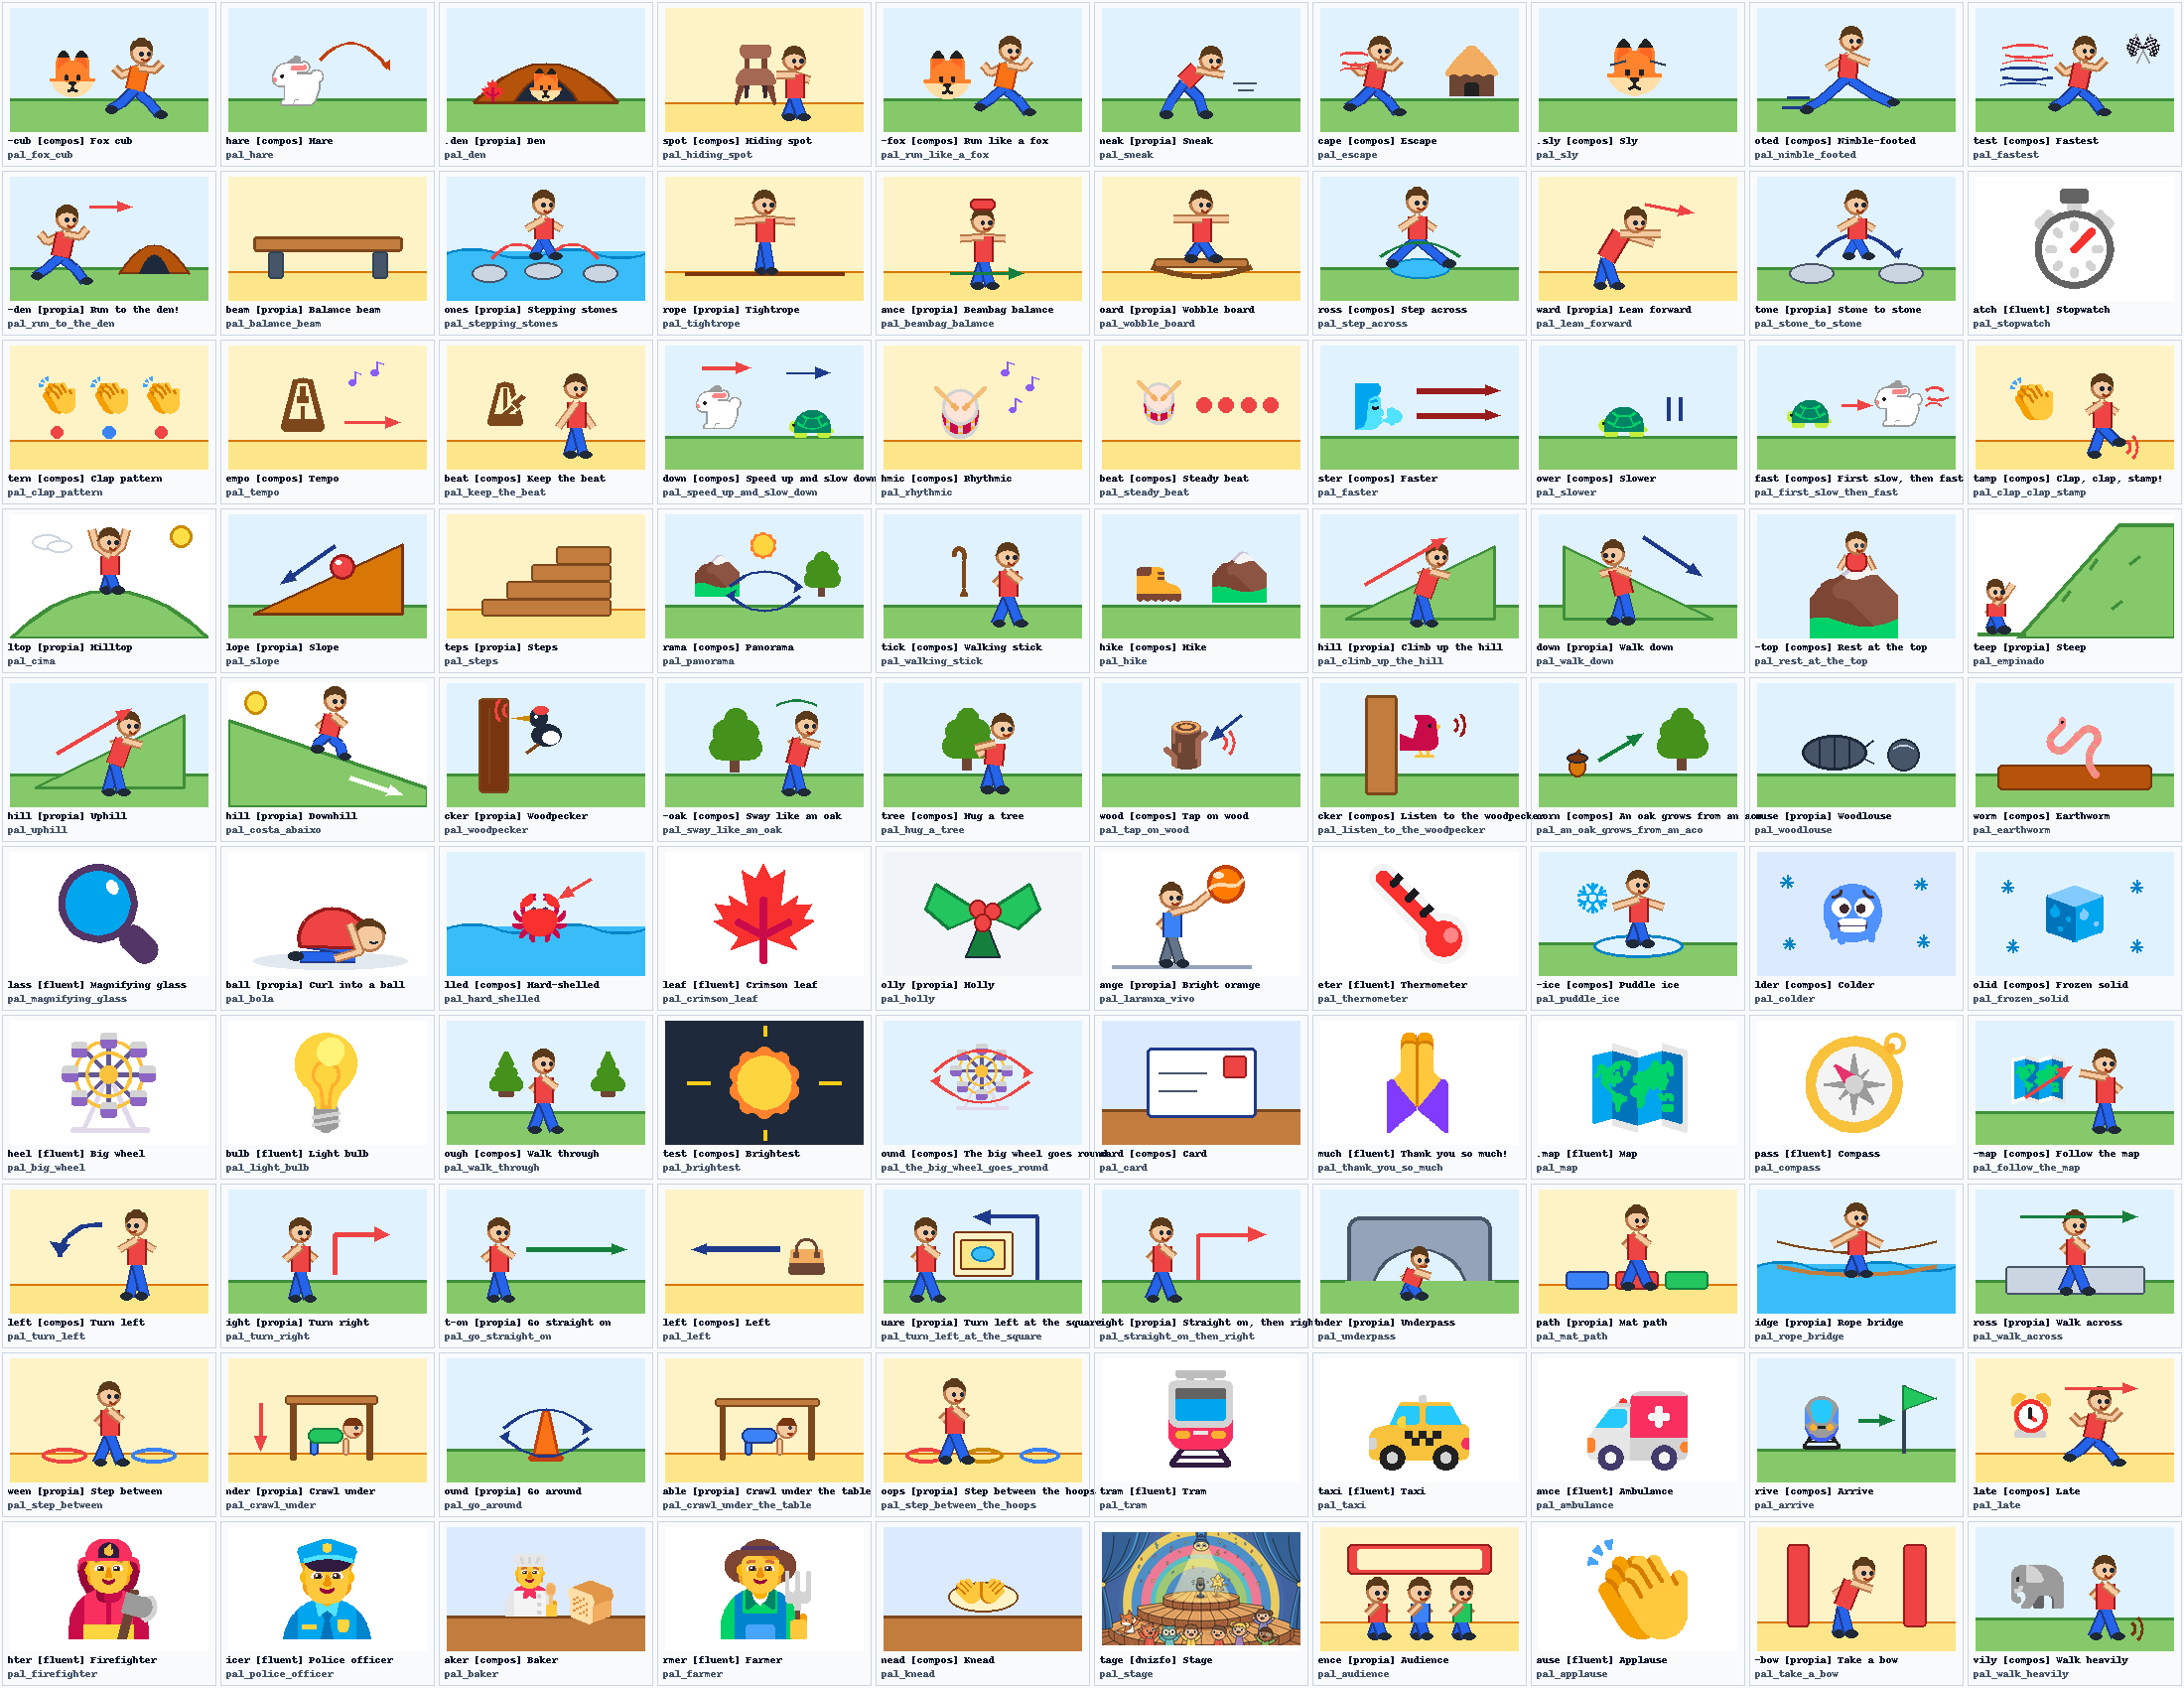 -cub [compos] Fox cub
pal_fox_cub
hare [compos] Hare
pal_hare
.den [propia] Den
pal_den
spot [compos] Hiding spot
pal_hiding_spot
-fox [compos] Run like a fox
pal_run_like_a_fox
neak [propia] Sneak
pal_sneak
cape [compos] Escape
pal_escape
.sly [compos] Sly
pal_sly
oted [compos] Nimble-footed
pal_nimble_footed
test [compos] Fastest
pal_fastest
-den [propia] Run to the den!
pal_run_to_the_den
beam [propia] Balance beam
pal_balance_beam
ones [propia] Stepping stones
pal_stepping_stones
rope [propia] Tightrope
pal_tightrope
ance [propia] Beanbag balance
pal_beanbag_balance
oard [propia] Wobble board
pal_wobble_board
ross [propia] Step across
pal_step_across
ward [propia] Lean forward
pal_lean_forward
tone [propia] Stone to stone
pal_stone_to_stone
atch [fluent] Stopwatch
pal_stopwatch
tern [compos] Clap pattern
pal_clap_pattern
empo [compos] Tempo
pal_tempo
beat [compos] Keep the beat
pal_keep_the_beat
down [compos] Speed up and slow down
pal_speed_up_and_slow_down
hmic [compos] Rhythmic
pal_rhythmic
beat [compos] Steady beat
pal_steady_beat
ster [compos] Faster
pal_faster
ower [compos] Slower
pal_slower
fast [compos] First slow, then fast
pal_first_slow_then_fast
tamp [compos] Clap, clap, stamp!
pal_clap_clap_stamp
ltop [propia] Hilltop
pal_cima
lope [propia] Slope
pal_slope
teps [propia] Steps
pal_steps
rama [compos] Panorama
pal_panorama
tick [compos] Walking stick
pal_walking_stick
hike [compos] Hike
pal_hike
hill [propia] Climb up the hill
pal_climb_up_the_hill
down [propia] Walk down
pal_walk_down
-top [compos] Rest at the top
pal_rest_at_the_top
teep [propia] Steep
pal_empinado
hill [propia] Uphill
pal_uphill
hill [propia] Downhill
pal_costa_abaixo
cker [propia] Woodpecker
pal_woodpecker
-oak [compos] Sway like an oak
pal_sway_like_an_oak
tree [compos] Hug a tree
pal_hug_a_tree
wood [compos] Tap on wood
pal_tap_on_wood
cker [compos] Listen to the woodpecker
pal_listen_to_the_woodpecker
orn [compos] An oak grows from an aco
pal_an_oak_grows_from_an_aco
ouse [propia] Woodlouse
pal_woodlouse
worm [compos] Earthworm
pal_earthworm
lass [fluent] Magnifying glass
pal_magnifying_glass
ball [propia] Curl into a ball
pal_bola
lled [compos] Hard-shelled
pal_hard_shelled
leaf [fluent] Crimson leaf
pal_crimson_leaf
olly [propia] Holly
pal_holly
ange [propia] Bright orange
pal_laranxa_vivo
eter [fluent] Thermometer
pal_thermometer
-ice [compos] Puddle ice
pal_puddle_ice
lder [compos] Colder
pal_colder
olid [compos] Frozen solid
pal_frozen_solid
heel [fluent] Big wheel
pal_big_wheel
bulb [fluent] Light bulb
pal_light_bulb
ough [compos] Walk through
pal_walk_through
test [compos] Brightest
pal_brightest
ound [compos] The big wheel goes round
pal_the_big_wheel_goes_round
card [compos] Card
pal_card
much [fluent] Thank you so much!
pal_thank_you_so_much
.map [fluent] Map
pal_map
pass [fluent] Compass
pal_compass
-map [compos] Follow the map
pal_follow_the_map
left [compos] Turn left
pal_turn_left
ight [propia] Turn right
pal_turn_right
t-on [propia] Go straight on
pal_go_straight_on
left [compos] Left
pal_left
uare [propia] Turn left at the square
pal_turn_left_at_the_square
ight [propia] Straight on, then right
pal_straight_on_then_right
nder [propia] Underpass
pal_underpass
path [propia] Mat path
pal_mat_path
idge [propia] Rope bridge
pal_rope_bridge
ross [propia] Walk across
pal_walk_across
ween [propia] Step between
pal_step_between
nder [propia] Crawl under
pal_crawl_under
ound [propia] Go around
pal_go_around
able [propia] Crawl under the table
pal_crawl_under_the_table
oops [propia] Step between the hoops
pal_step_between_the_hoops
tram [fluent] Tram
pal_tram
taxi [fluent] Taxi
pal_taxi
ance [fluent] Ambulance
pal_ambulance
rive [compos] Arrive
pal_arrive
late [compos] Late
pal_late
hter [fluent] Firefighter
pal_firefighter
icer [fluent] Police officer
pal_police_officer
aker [compos] Baker
pal_baker
rmer [fluent] Farmer
pal_farmer
nead [compos] Knead
pal_knead
tage [dnizfo] Stage
pal_stage
ence [propia] Audience
pal_audience
ause [fluent] Applause
pal_applause
-bow [propia] Take a bow
pal_take_a_bow
vily [compos] Walk heavily
pal_walk_heavily